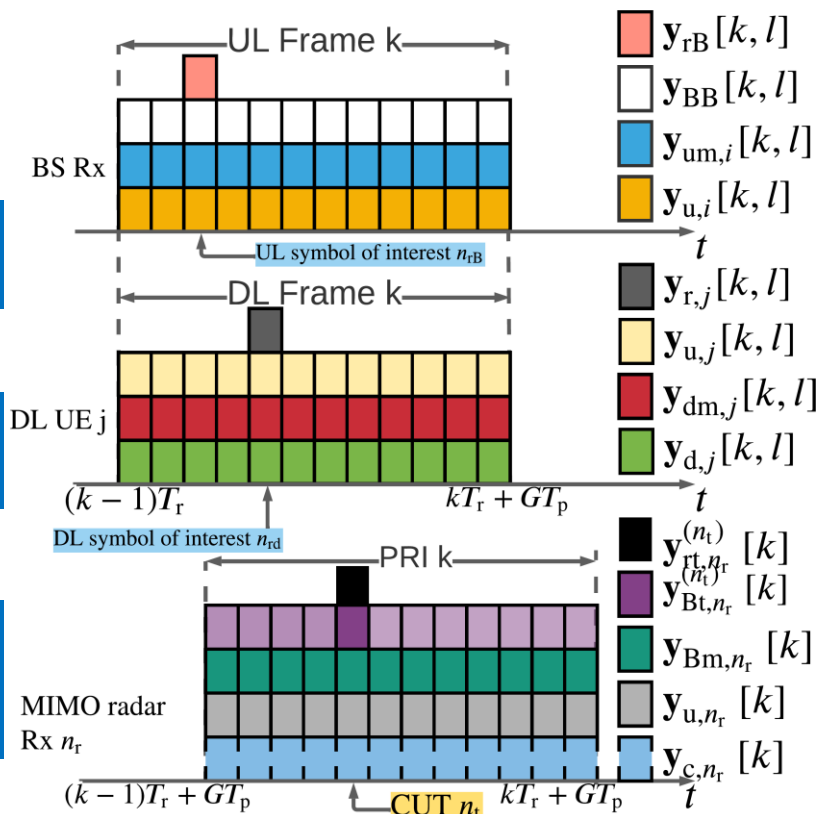 UL Frame k
BS Rx
t
UL symbol of interest n_rB
y_rB[k, l]
y_BB[k, l]
y_um,i[k, l]
y_u,i[k, l]
DL Frame k
DL UE j
(k − 1)T_r
kT_r + GT_p
t
DL symbol of interest n_rd
y_r,j[k, l]
y_u,j[k, l]
y_dm,j[k, l]
y_d,j[k, l]
PRI k
MIMO radar
Rx n_r
(k − 1)T_r + GT_p
kT_r + GT_p
t
CUT n_t
y_rt,n_r^(n_t) [k]
y_Bt,n_r^(n_t) [k]
y_Bm,n_r [k]
y_u,n_r [k]
y_c,n_r [k]